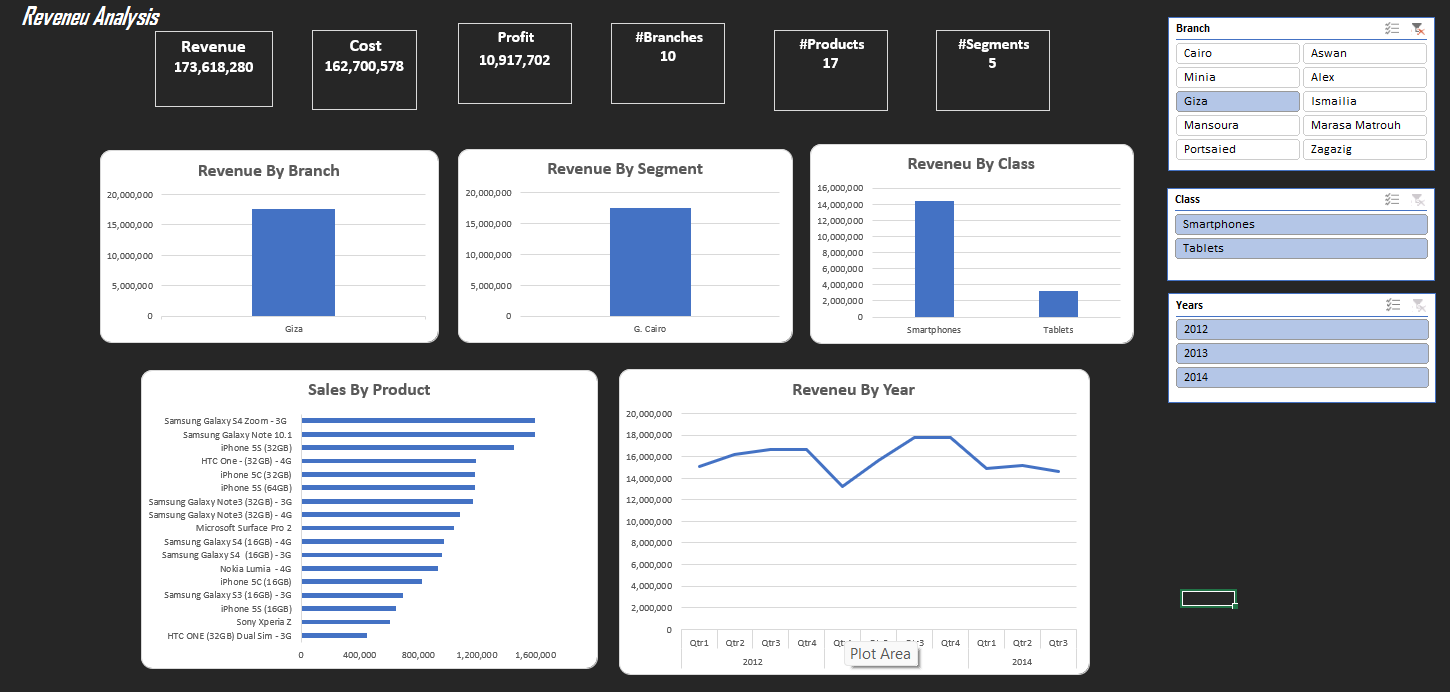 Reveneu Analysis
Revenue
173,618,280
Cost
162,700,578
Profit
10,917,702
#Branches
10
#Products
17
#Segments
5
Branch
Cairo
Aswan
Minia
Alex
Giza
Ismailia
Mansoura
Marasa Matrouh
Portsaied
Zagazig
Class
Smartphones
Tablets
Years
2012
2013
2014
Revenue By Branch
20,000,000
15,000,000
10,000,000
5,000,000
0
Giza
Revenue By Segment
20,000,000
15,000,000
10,000,000
5,000,000
0
G. Cairo
Reveneu By Class
16,000,000
14,000,000
12,000,000
10,000,000
8,000,000
6,000,000
4,000,000
2,000,000
0
Smartphones
Tablets
Sales By Product
Samsung Galaxy S4 Zoom - 3G
Samsung Galaxy Note 10.1
iPhone 5S (32GB)
HTC One - (32GB) - 4G
iPhone 5C (32GB)
iPhone 5S (64GB)
Samsung Galaxy Note3 (32GB) - 3G
Samsung Galaxy Note3 (32GB) - 4G
Microsoft Surface Pro 2
Samsung Galaxy S4 (16GB) - 4G
Samsung Galaxy S4 (16GB) - 3G
Nokia Lumia - 4G
iPhone 5C (16GB)
Samsung Galaxy S3 (16GB) - 3G
iPhone 5S (16GB)
Sony Xperia Z
HTC ONE (32GB) Dual Sim - 3G
0
400,000
800,000
1,200,000
1,600,000
Reveneu By Year
20,000,000
18,000,000
16,000,000
14,000,000
12,000,000
10,000,000
8,000,000
6,000,000
4,000,000
2,000,000
0
Qtr1
Qtr2
Qtr3
Qtr4
Qtr4
Qtr1
Qtr2
Qtr3
2012
2014
Plot Area